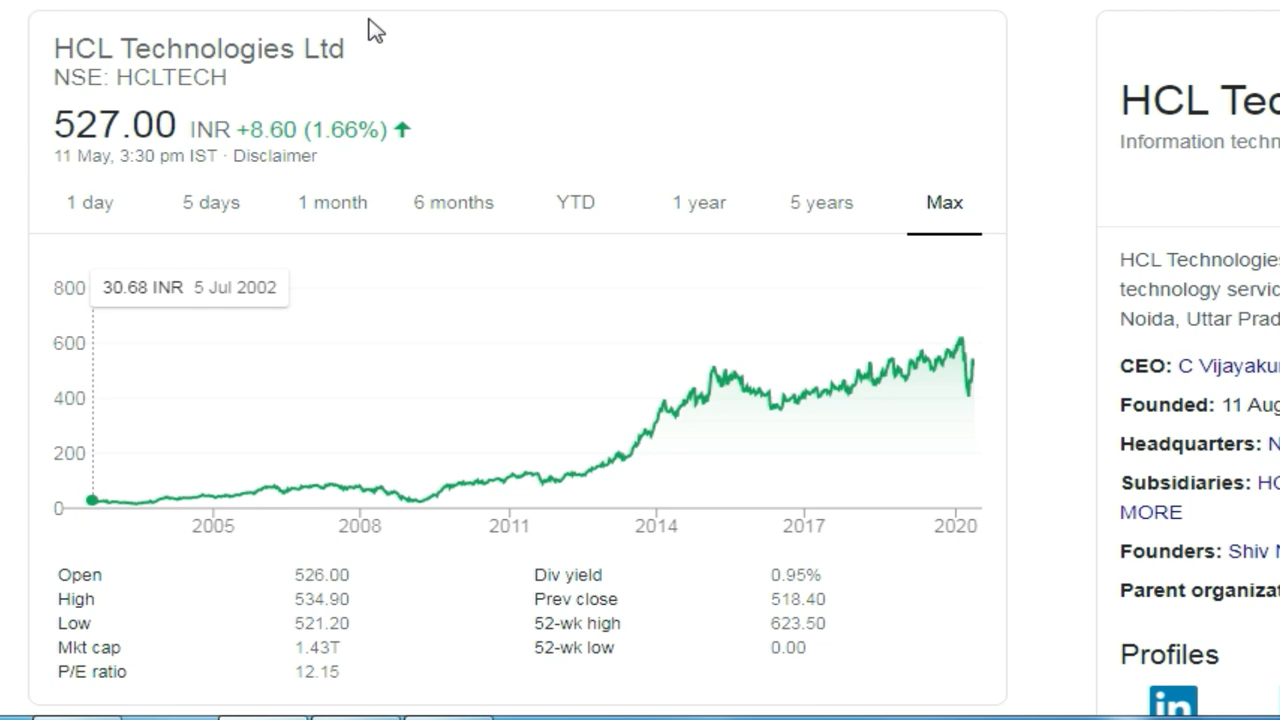 HCL Technologies Ltd
NSE: HCLTECH
527.00 INR +8.60 (1.66%)
11 May, 3:30 pm IST · Disclaimer
1 day 5 days 1 month 6 months YTD 1 year 5 years Max
800
30.68 INR 5 Jul 2002
600
400
200
0
2005 2008 2011 2014 2017 2020
Open 526.00 Div yield 0.95%
High 534.90 Prev close 518.40
Low 521.20 52-wk high 623.50
Mkt cap 1.43T 52-wk low 0.00
P/E ratio 12.15
HCL Tec
Information techn
HCL Technologies
technology servic
Noida, Uttar Prad
CEO: C Vijayaku
Founded: 11 Aug
Headquarters: N
Subsidiaries: HC
MORE
Founders: Shiv N
Parent organizat
Profiles
in